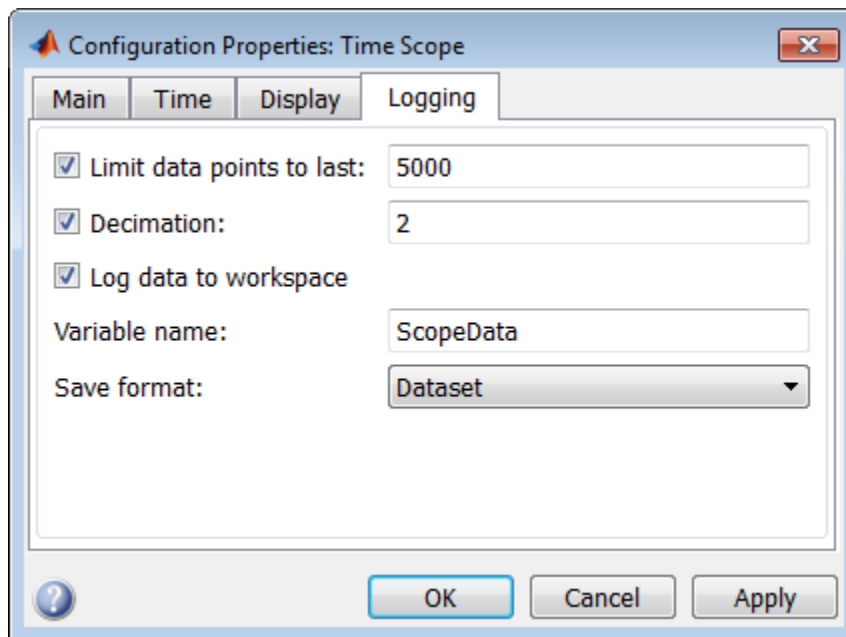 Configuration Properties: Time Scope
Main Time Display Logging
Limit data points to last: 5000
Decimation: 2
Log data to workspace
Variable name: ScopeData
Save format: Dataset
? OK Cancel Apply